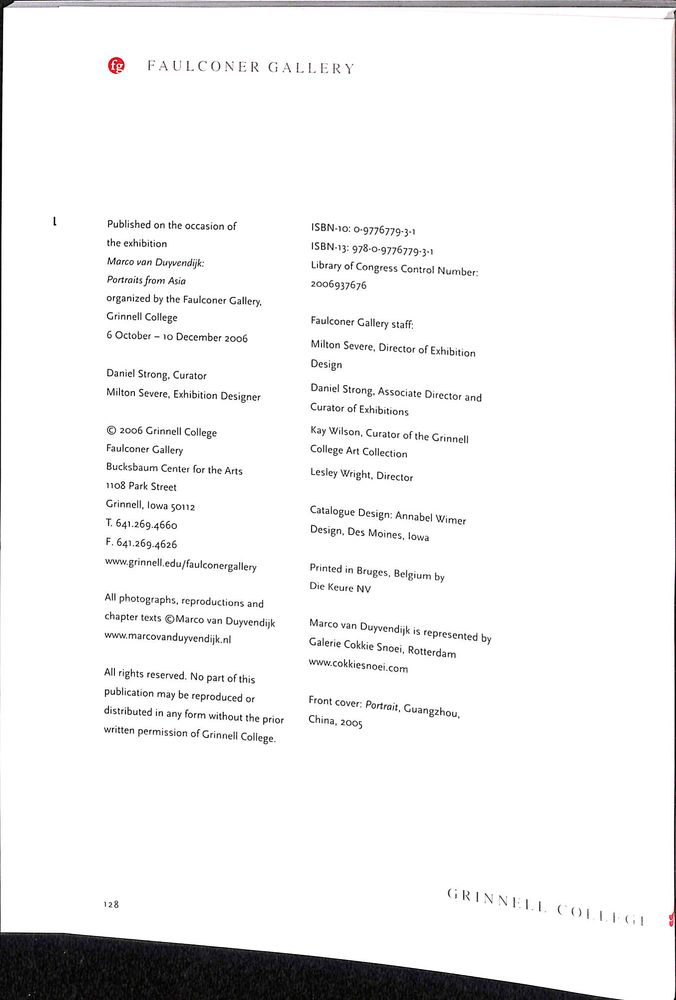 fg FAULCONER GALLERY
Published on the occasion of
the exhibition
Marco van Duyvendijk:
Portraits from Asia
organized by the Faulconer Gallery,
Grinnell College
6 October – 10 December 2006
Daniel Strong, Curator
Milton Severe, Exhibition Designer
© 2006 Grinnell College
Faulconer Gallery
Bucksbaum Center for the Arts
1108 Park Street
Grinnell, Iowa 50112
T. 641.269.4660
F. 641.269.4626
www.grinnell.edu/faulconergallery
All photographs, reproductions and
chapter texts ©Marco van Duyvendijk
www.marcovanduyvendijk.nl
All rights reserved. No part of this
publication may be reproduced or
distributed in any form without the prior
written permission of Grinnell College.
ISBN-10: 0-9776779-3-1
ISBN-13: 978-0-9776779-3-1
Library of Congress Control Number:
2006937676
Faulconer Gallery staff:
Milton Severe, Director of Exhibition
Design
Daniel Strong, Associate Director and
Curator of Exhibitions
Kay Wilson, Curator of the Grinnell
College Art Collection
Lesley Wright, Director
Catalogue Design: Annabel Wimer
Design, Des Moines, Iowa
Printed in Bruges, Belgium by
Die Keure NV
Marco van Duyvendijk is represented by
Galerie Cokkie Snoei, Rotterdam
www.cokkiesnoei.com
Front cover: Portrait, Guangzhou,
China, 2005
128
GRINNELL COLLEGE